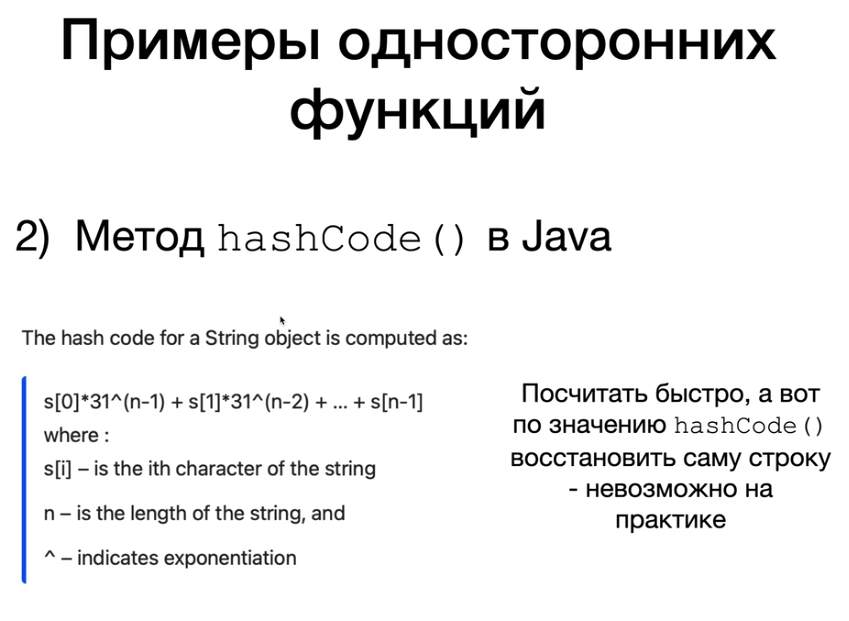 Примеры односторонних
функций
2) Метод hashCode() в Java
The hash code for a String object is computed as:
s[0]*31^(n-1) + s[1]*31^(n-2) + ... + s[n-1]
where :
s[i] – is the ith character of the string
n – is the length of the string, and
^ – indicates exponentiation
Посчитать быстро, а вот
по значению hashCode()
восстановить саму строку
- невозможно на
практике